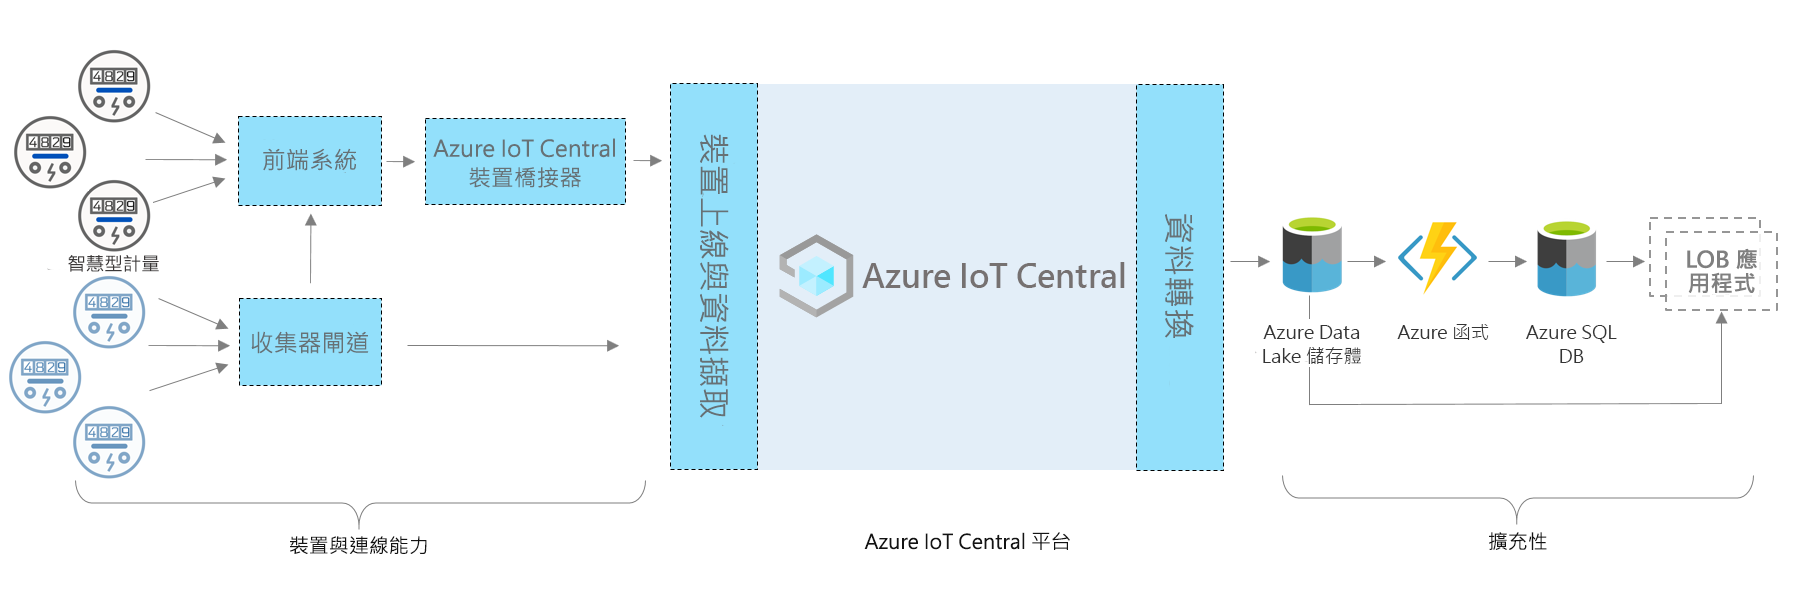 4829
4829
4829
智慧型計量
4829
4829
4829
前端系統
收集器閘道
Azure IoT Central
裝置橋接器
裝置上線與資料擷取
Azure IoT Central
資料轉換
Azure Data
Lake 儲存體
Azure 函式
Azure SQL
DB
LOB 應
用程式
裝置與連線能力
Azure IoT Central 平台
擴充性